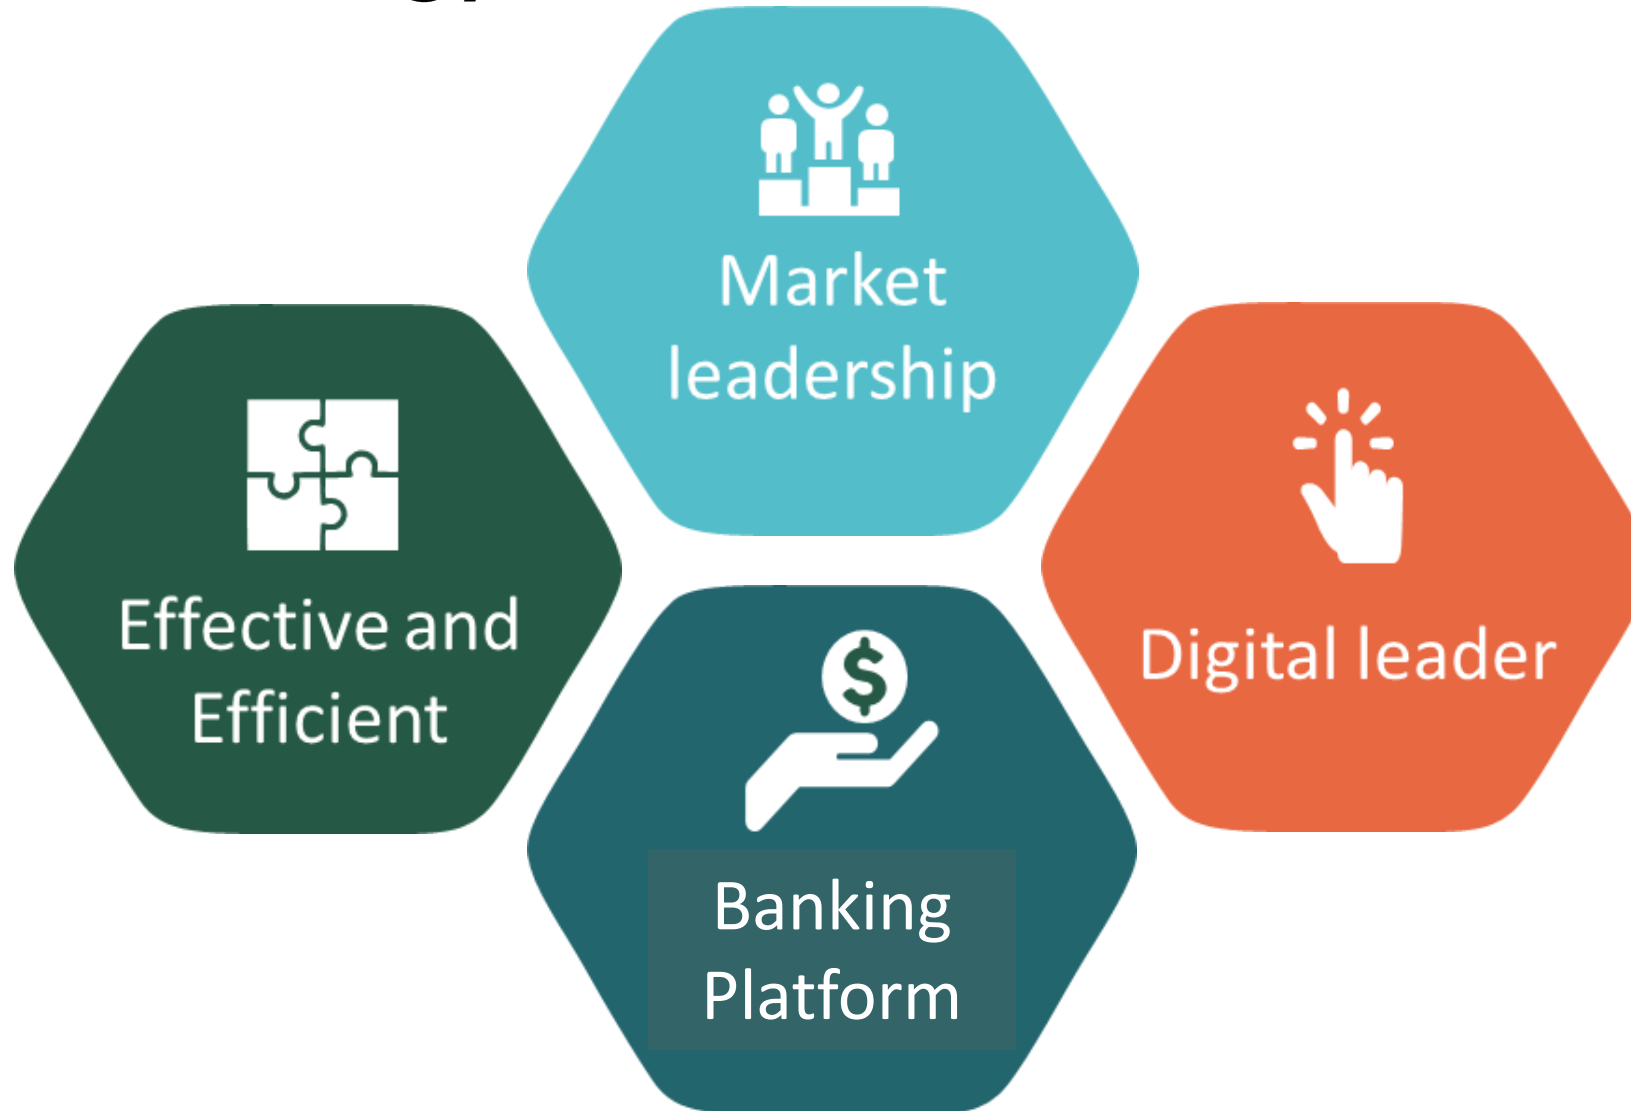 Market
leadership
Effective and
Efficient
Digital leader
$
Banking
Platform